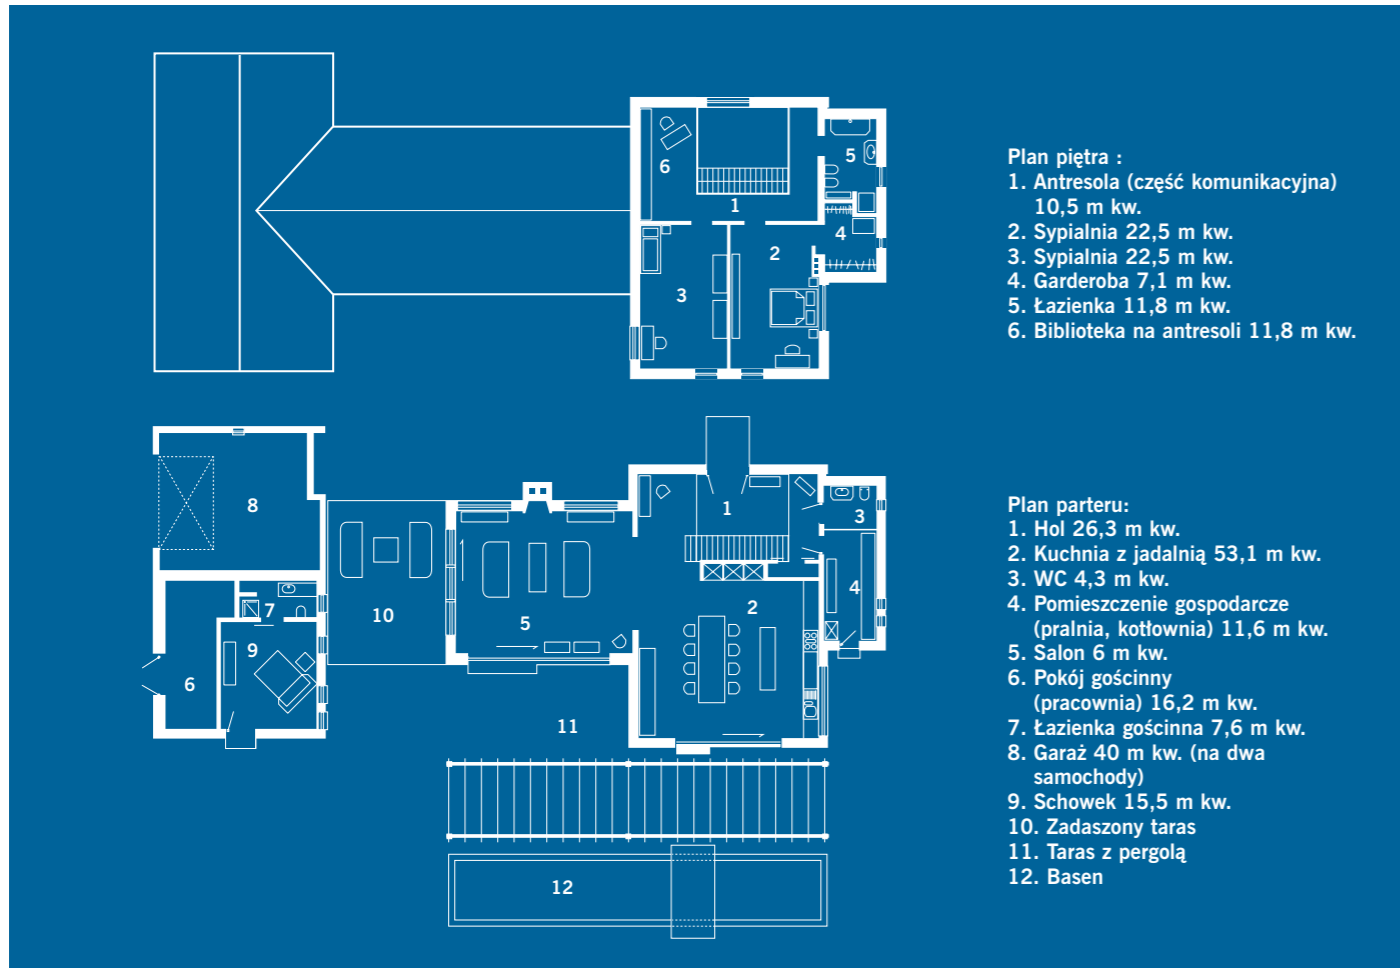 6
5
1
4
2
3
Plan piętra :
1. Antresola (część komunikacyjna)
10,5 m kw.
2. Sypialnia 22,5 m kw.
3. Sypialnia 22,5 m kw.
4. Garderoba 7,1 m kw.
5. Łazienka 11,8 m kw.
6. Biblioteka na antresoli 11,8 m kw.
8
1
3
10
5
2
4
7
9
6
11
12
Plan parteru:
1. Hol 26,3 m kw.
2. Kuchnia z jadalnią 53,1 m kw.
3. WC 4,3 m kw.
4. Pomieszczenie gospodarcze
(pralnia, kotłownia) 11,6 m kw.
5. Salon 6 m kw.
6. Pokój gościnny
(pracownia) 16,2 m kw.
7. Łazienka gościnna 7,6 m kw.
8. Garaż 40 m kw. (na dwa
samochody)
9. Schowek 15,5 m kw.
10. Zadaszony taras
11. Taras z pergolą
12. Basen